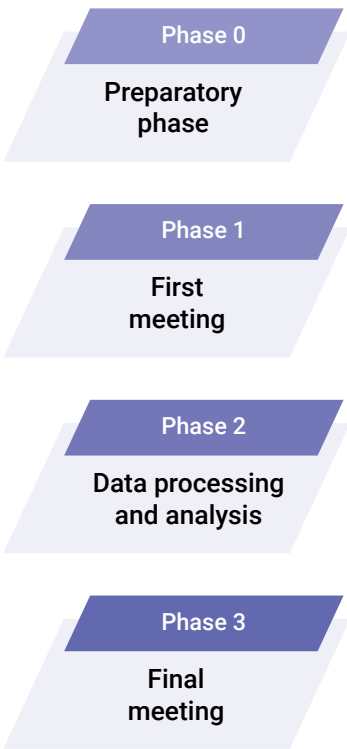 Phase 0
Preparatory
phase
Phase 1
First
meeting
Phase 2
Data processing
and analysis
Phase 3
Final
meeting